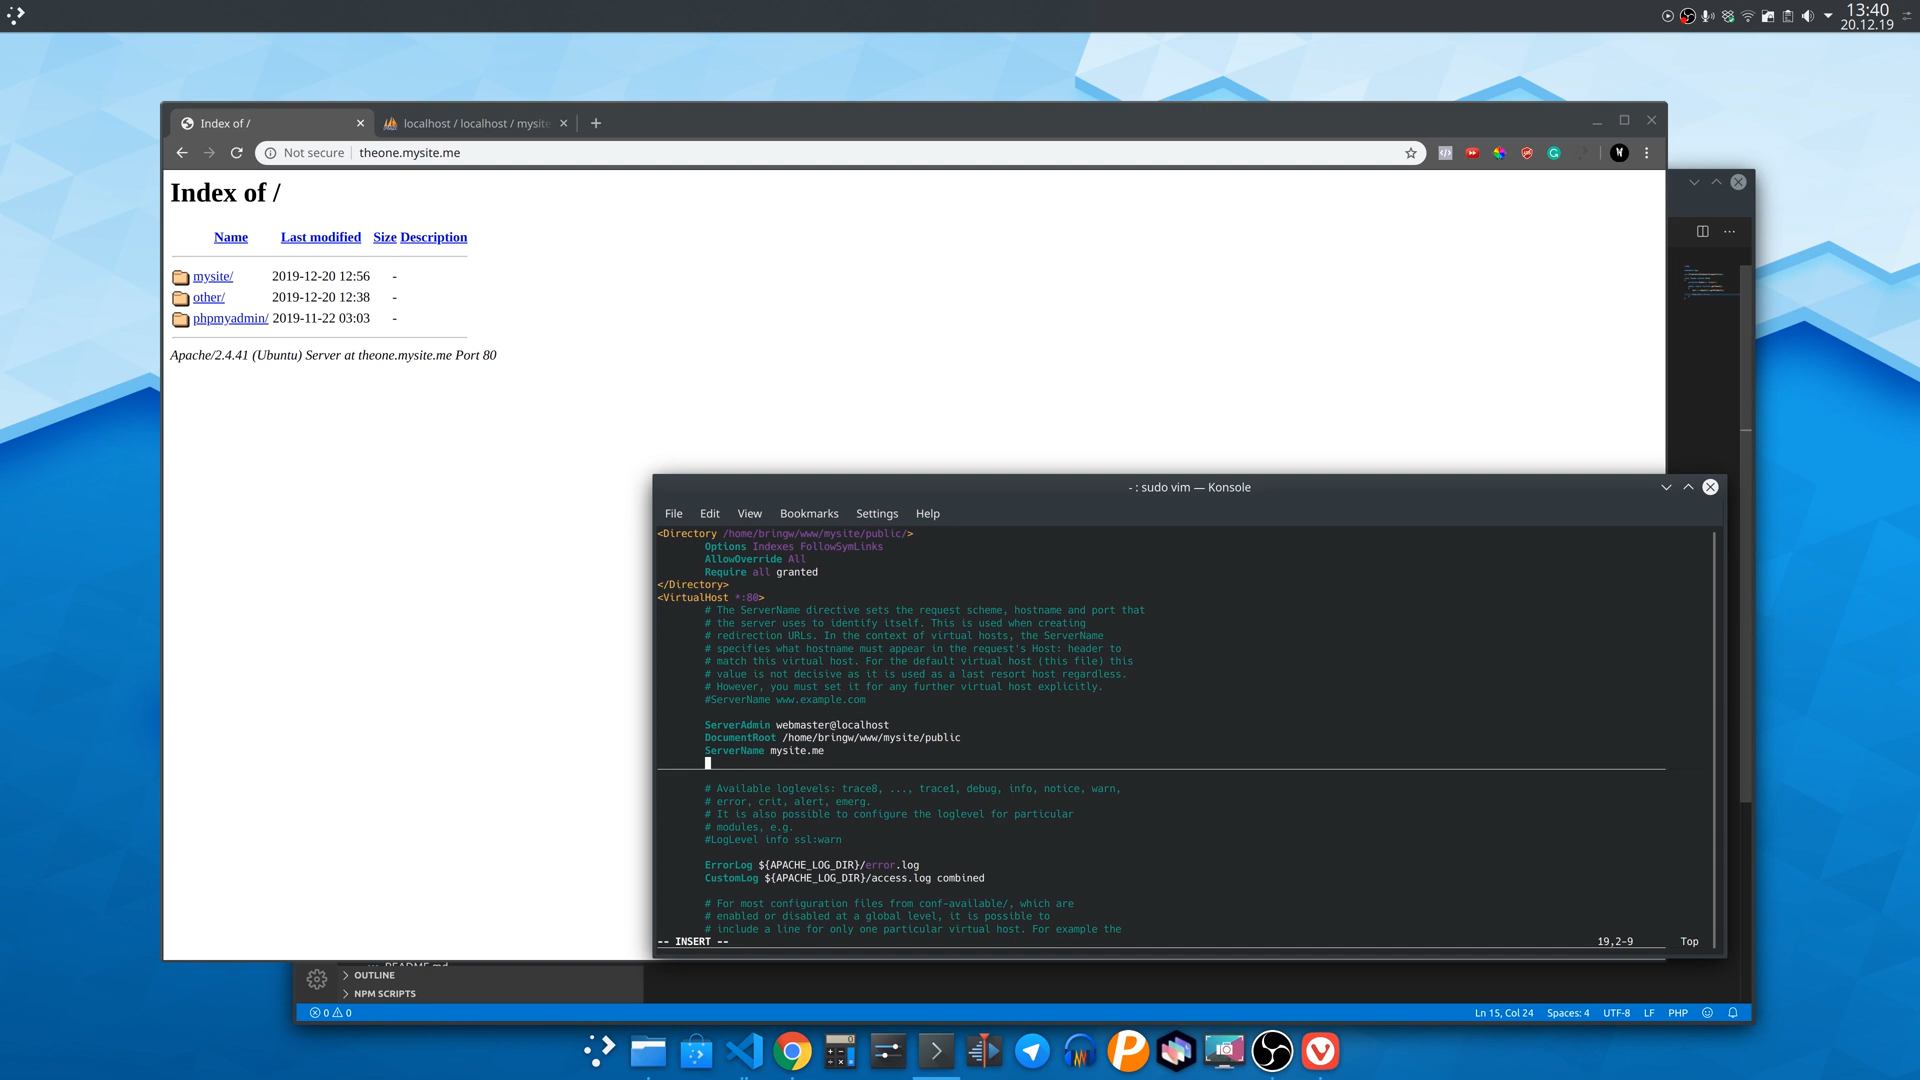 13:40
20.12.19
Index of /
localhost / localhost / mysite
Not secure
theone.mysite.me
Index of /
Name Last modified Size Description
mysite/ 2019-12-20 12:56 -
other/ 2019-12-20 12:38 -
phpmyadmin/ 2019-11-22 03:03 -
Apache/2.4.41 (Ubuntu) Server at theone.mysite.me Port 80
- : sudo vim — Konsole
File Edit View Bookmarks Settings Help
<Directory /home/bringw/www/mysite/public/>
Options Indexes FollowSymLinks
AllowOverride All
Require all granted
</Directory>
<VirtualHost *:80>
# The ServerName directive sets the request scheme, hostname and port that
# the server uses to identify itself. This is used when creating
# redirection URLs. In the context of virtual hosts, the ServerName
# specifies what hostname must appear in the request's Host: header to
# match this virtual host. For the default virtual host (this file) this
# value is not decisive as it is used as a last resort host regardless.
# However, you must set it for any further virtual host explicitly.
#ServerName www.example.com
ServerAdmin webmaster@localhost
DocumentRoot /home/bringw/www/mysite/public
ServerName mysite.me
# Available loglevels: trace8, ..., trace1, debug, info, notice, warn,
# error, crit, alert, emerg.
# It is also possible to configure the loglevel for particular
# modules, e.g.
#LogLevel info ssl:warn
ErrorLog ${APACHE_LOG_DIR}/error.log
CustomLog ${APACHE_LOG_DIR}/access.log combined
# For most configuration files from conf-available/, which are
# enabled or disabled at a global level, it is possible to
# include a line for only one particular virtual host. For example the
-- INSERT -- 19,2-9 Top
OUTLINE
NPM SCRIPTS
0 0 Ln 15, Col 24 Spaces: 4 UTF-8 LF PHP